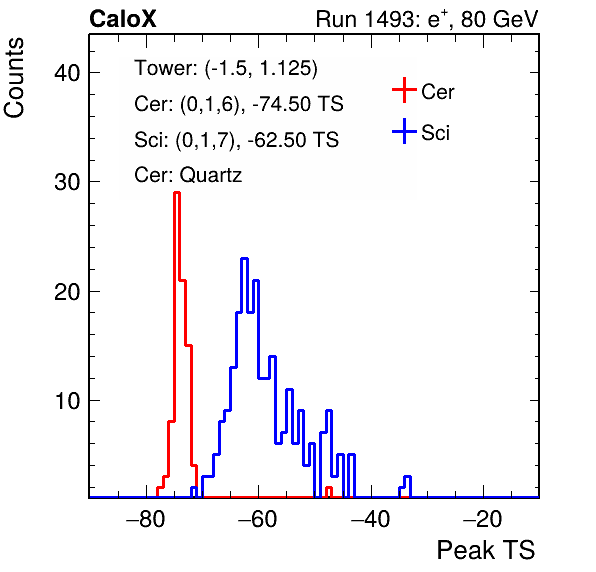 CaloX Run 1493: e⁺, 80 GeV
Counts
Tower: (-1.5, 1.125)
Cer: (0,1,6), -74.50 TS
Sci: (0,1,7), -62.50 TS
Cer: Quartz
Cer
Sci
40
30
20
10
−80 −60 −40 −20
Peak TS